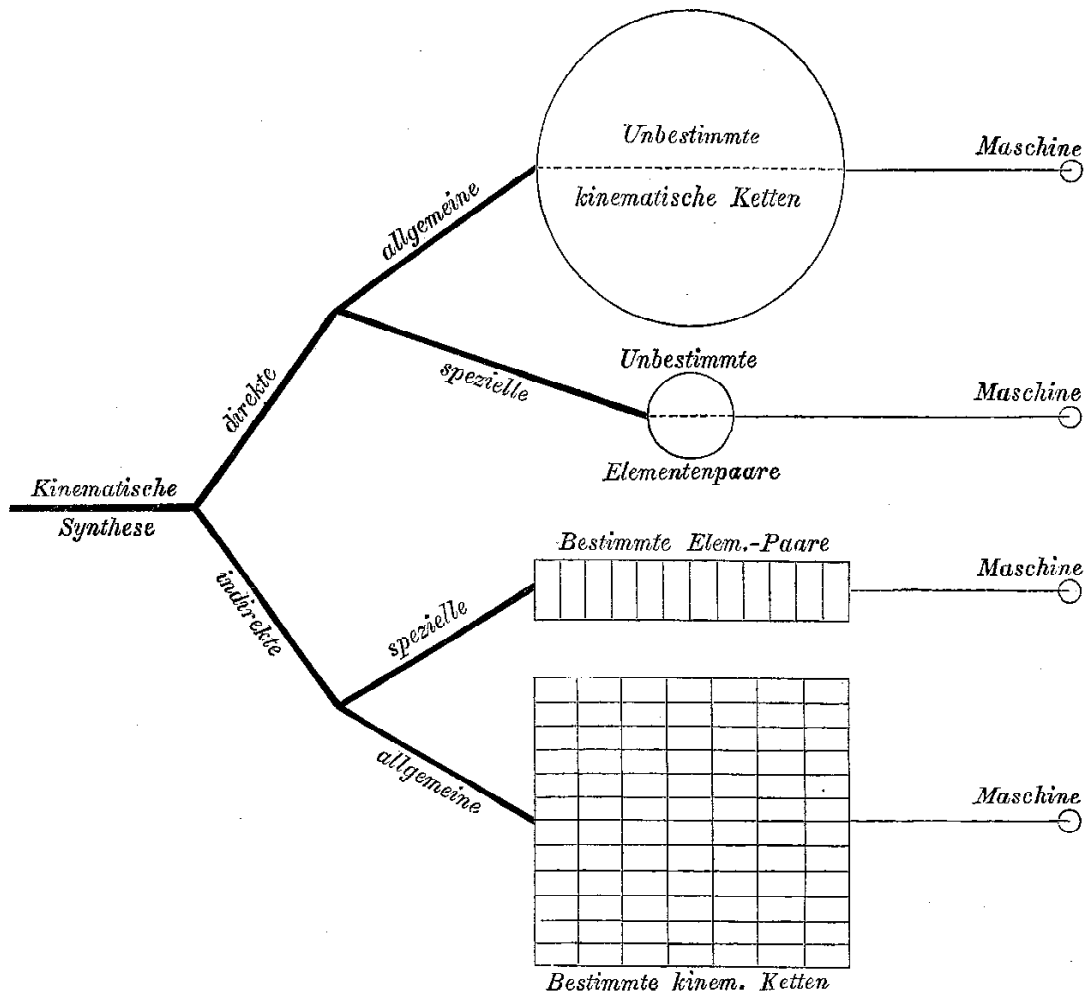 Unbestimmte
kinematische Ketten
Maschine
allgemeine
Unbestimmte
Elementenpaare
Maschine
spezielle
direkte
Kinematische
Synthese
indirekte
Bestimmte Elem.-Paare
Maschine
spezielle
allgemeine
Maschine
Bestimmte kinem. Ketten